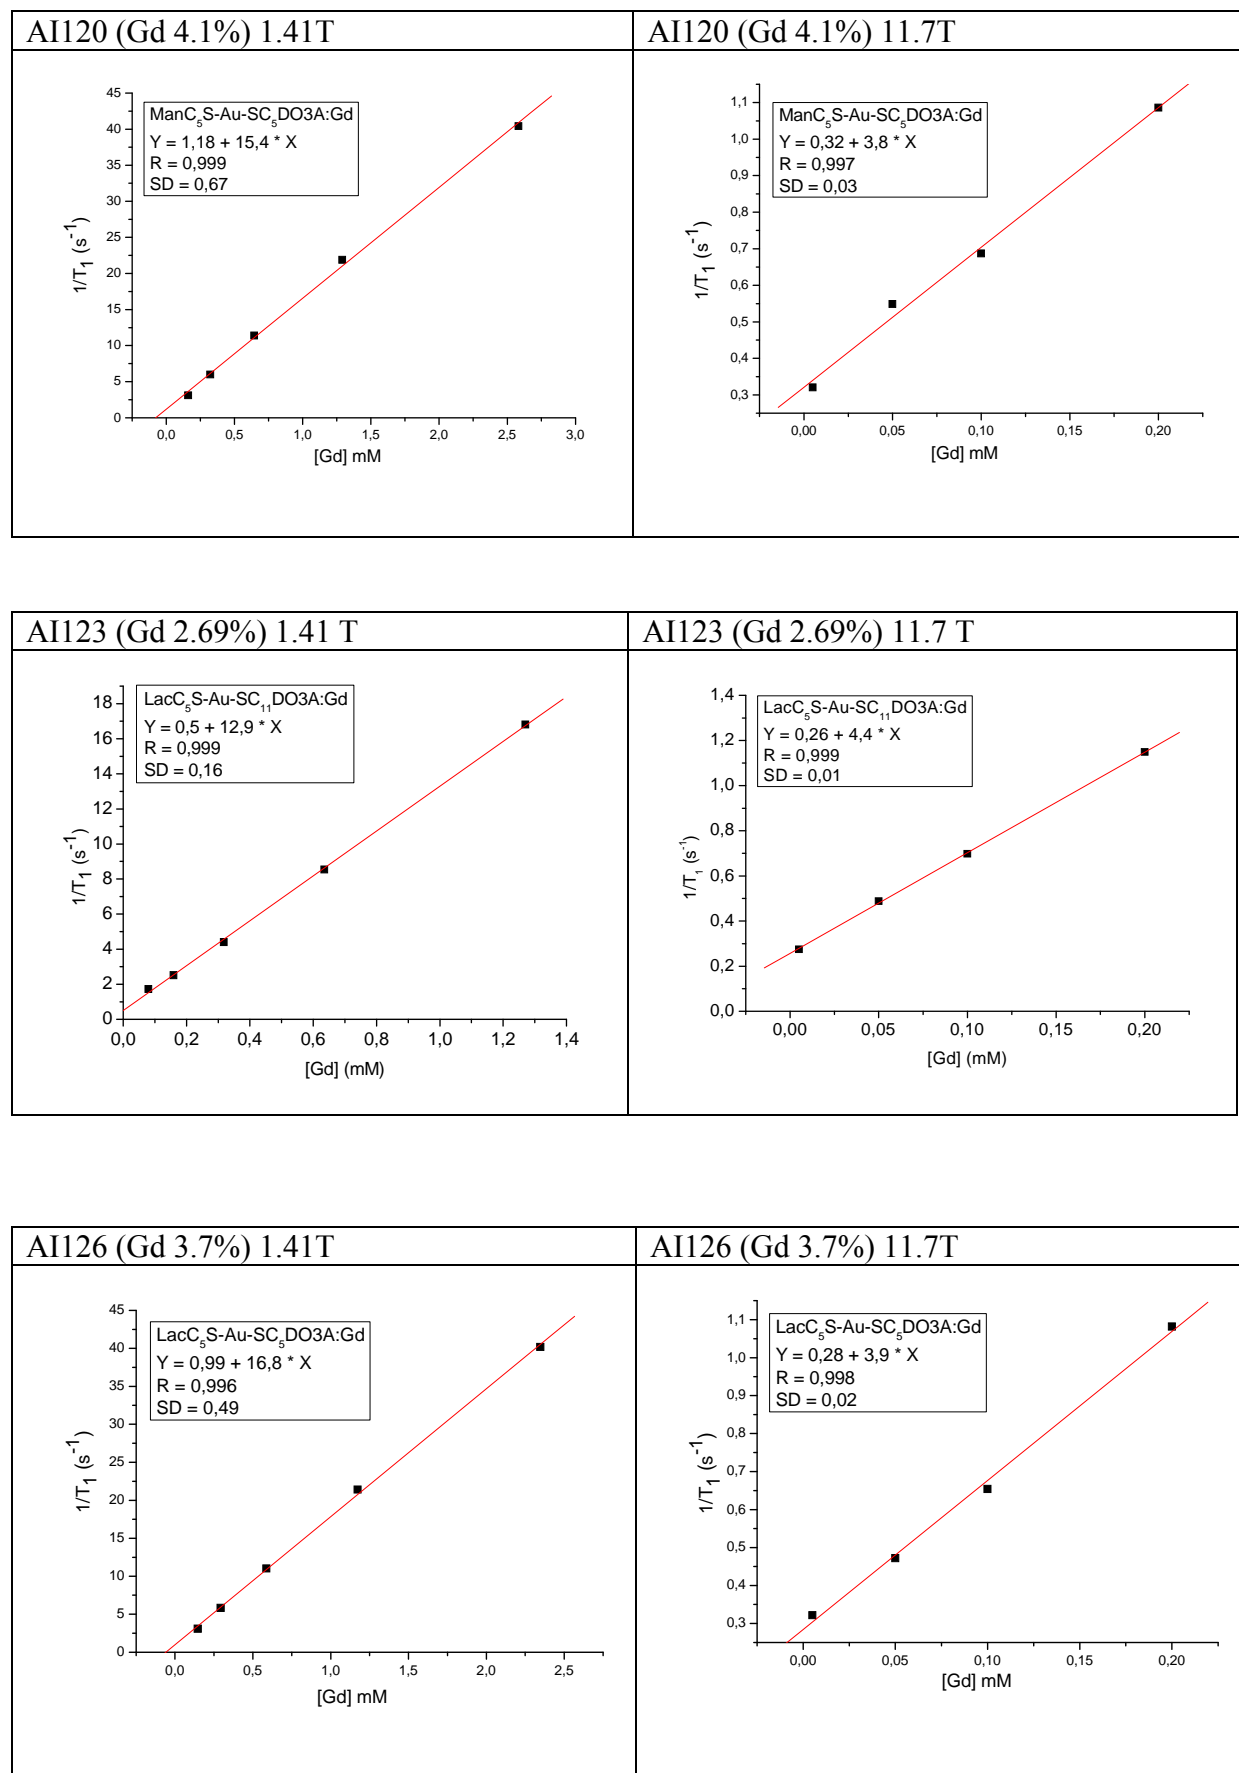 AI120 (Gd 4.1%) 1.41T
AI120 (Gd 4.1%) 11.7T
ManC5S-Au-SC5DO3A:Gd
Y = 1,18 + 15,4 * X
R = 0,999
SD = 0,67
45
40
35
30
25
20
15
10
5
0
1/T1 (s-1)
0,0 0,5 1,0 1,5 2,0 2,5 3,0
[Gd] mM
ManC5S-Au-SC5DO3A:Gd
Y = 0,32 + 3,8 * X
R = 0,997
SD = 0,03
1,1
1,0
0,9
0,8
0,7
0,6
0,5
0,4
0,3
1/T1 (s-1)
0,00 0,05 0,10 0,15 0,20
[Gd] mM
AI123 (Gd 2.69%) 1.41 T
AI123 (Gd 2.69%) 11.7 T
LacC5S-Au-SC11DO3A:Gd
Y = 0,5 + 12,9 * X
R = 0,999
SD = 0,16
18
16
14
12
10
8
6
4
2
0
1/T1 (s-1)
0,0 0,2 0,4 0,6 0,8 1,0 1,2 1,4
[Gd] (mM)
LacC5S-Au-SC11DO3A:Gd
Y = 0,26 + 4,4 * X
R = 0,999
SD = 0,01
1,4
1,2
1,0
0,8
0,6
0,4
0,2
0,0
1/T1 (s-1)
0,00 0,05 0,10 0,15 0,20
[Gd] (mM)
AI126 (Gd 3.7%) 1.41T
AI126 (Gd 3.7%) 11.7T
LacC5S-Au-SC5DO3A:Gd
Y = 0,99 + 16,8 * X
R = 0,996
SD = 0,49
45
40
35
30
25
20
15
10
5
0
1/T1 (s-1)
0,0 0,5 1,0 1,5 2,0 2,5
[Gd] mM
LacC5S-Au-SC5DO3A:Gd
Y = 0,28 + 3,9 * X
R = 0,998
SD = 0,02
1,1
1,0
0,9
0,8
0,7
0,6
0,5
0,4
0,3
1/T1 (s-1)
0,00 0,05 0,10 0,15 0,20
[Gd] mM